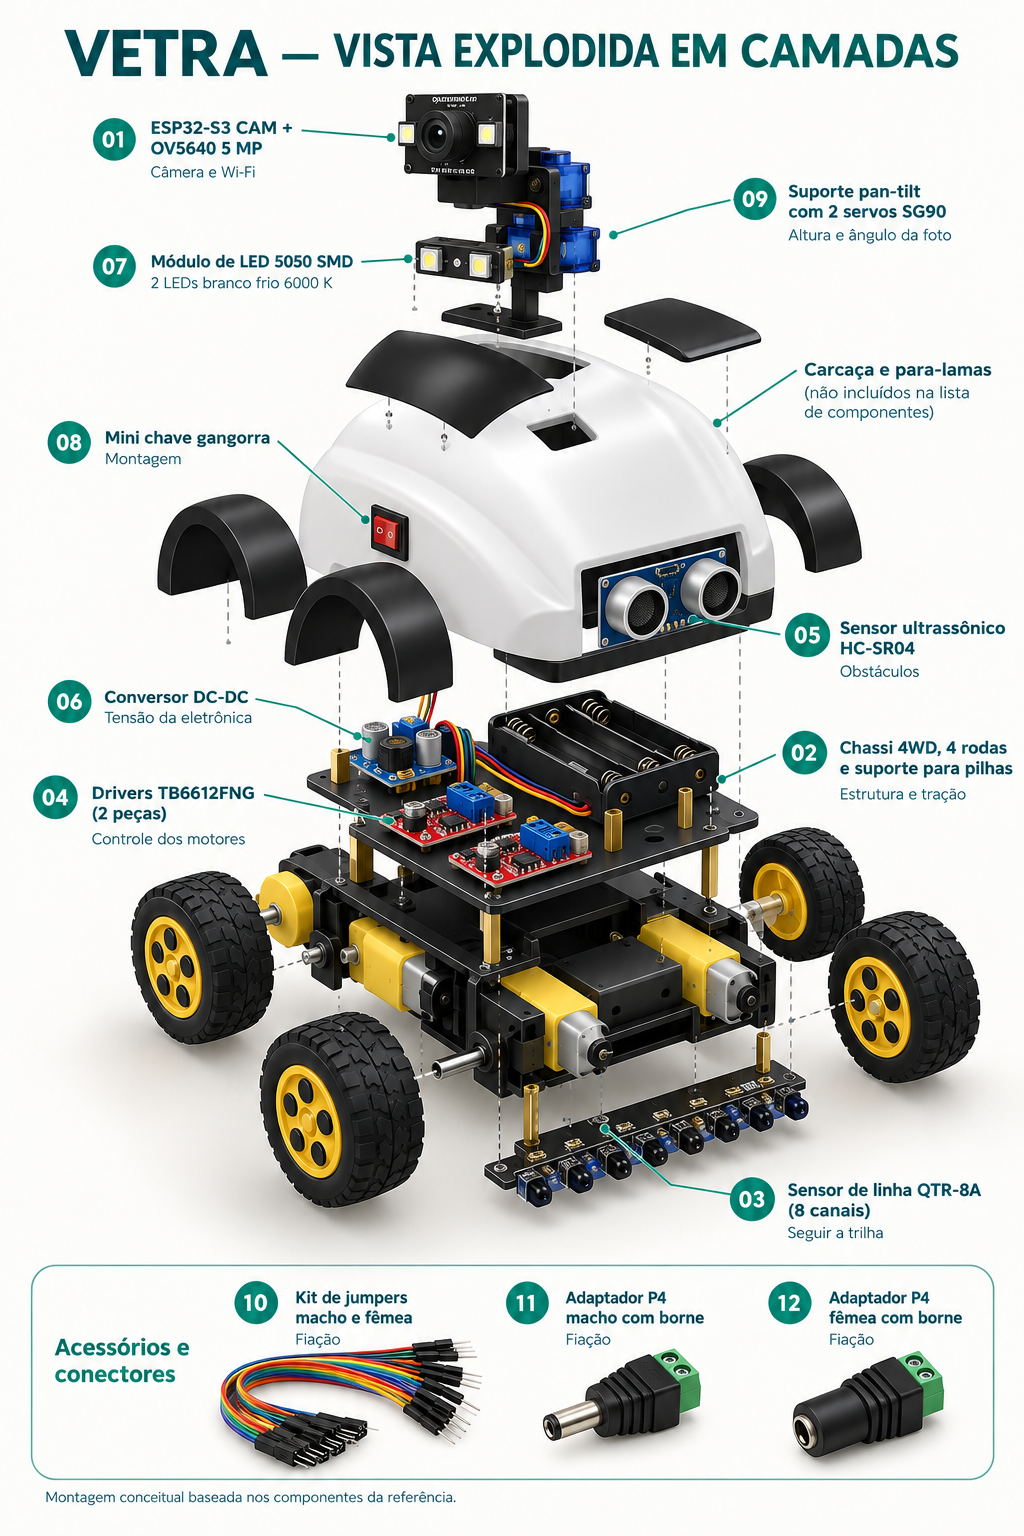 VETRA — VISTA EXPLODIDA EM CAMADAS
01
ESP32-S3 CAM +
OV5640 5 MP
Câmera e Wi-Fi
09
Suporte pan-tilt
com 2 servos SG90
Altura e ângulo da foto
07
Módulo de LED 5050 SMD
2 LEDs branco frio 6000 K
Carcaça e para-lamas
(não incluídos na lista
de componentes)
08
Mini chave gangorra
Montagem
05
Sensor ultrassônico
HC-SR04
Obstáculos
06
Conversor DC-DC
Tensão da eletrônica
02
Chassi 4WD, 4 rodas
e suporte para pilhas
Estrutura e tração
04
Drivers TB6612FNG
(2 peças)
Controle dos motores
03
Sensor de linha QTR-8A
(8 canais)
Seguir a trilha
Acessórios e
conectores
10
Kit de jumpers
macho e fêmea
Fiação
11
Adaptador P4
macho com borne
Fiação
12
Adaptador P4
fêmea com borne
Fiação
Montagem conceitual baseada nos componentes da referência.